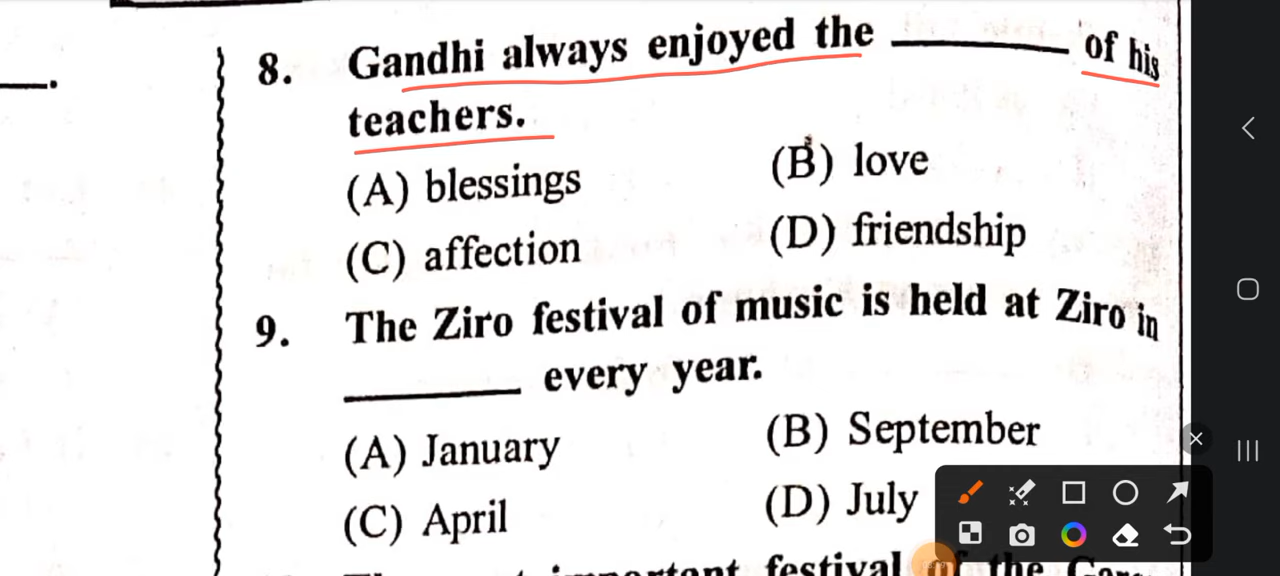 8. Gandhi always enjoyed the ________ of his
teachers.
(A) blessings (B) love
(C) affection (D) friendship
9. The Ziro festival of music is held at Ziro in
________ every year.
(A) January (B) September
(C) April (D) July
festival of the